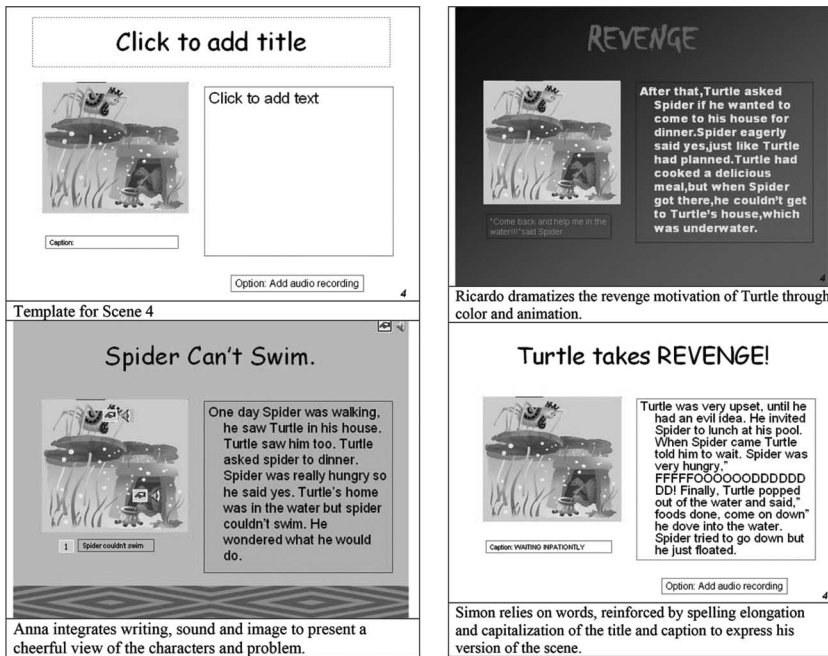 Click to add title
Click to add text
Caption:
Option: Add audio recording
4
Template for Scene 4
REVENGE
After that,Turtle asked
Spider if he wanted to
come to his house for
dinner.Spider eagerly
said yes,just like Turtle
had planned.Turtle had
cooked a delicious
meal,but when Spider
got there,he couldn't get
to Turtle's house,which
was underwater.
"Come back and help me in the
water!!!"said Spider
4
Ricardo dramatizes the revenge motivation of Turtle through
color and animation.
Spider Can't Swim.
One day Spider was walking,
he saw Turtle in his house.
Turtle saw him too. Turtle
asked spider to dinner.
Spider was really hungry so
he said yes. Turtle's home
was in the water but spider
couldn't swim. He
wondered what he would
do.
1
Spider couldnt swim
Anna integrates writing, sound and image to present a
cheerful view of the characters and problem.
Turtle takes REVENGE!
Turtle was very upset, until he
had an evil idea. He invited
Spider to lunch at his pool.
When Spider came Turtle
told him to wait. Spider was
very hungry,"
FFFFFOOOOOODDDDDD
DD! Finally, Turtle popped
out of the water and said,"
foods done, come on down"
he dove into the water.
Spider tried to go down but
he just floated.
Caption: WAITING INPATIONTLY
Option: Add audio recording
4
Simon relies on words, reinforced by spelling elongation
and capitalization of the title and caption to express his
version of the scene.